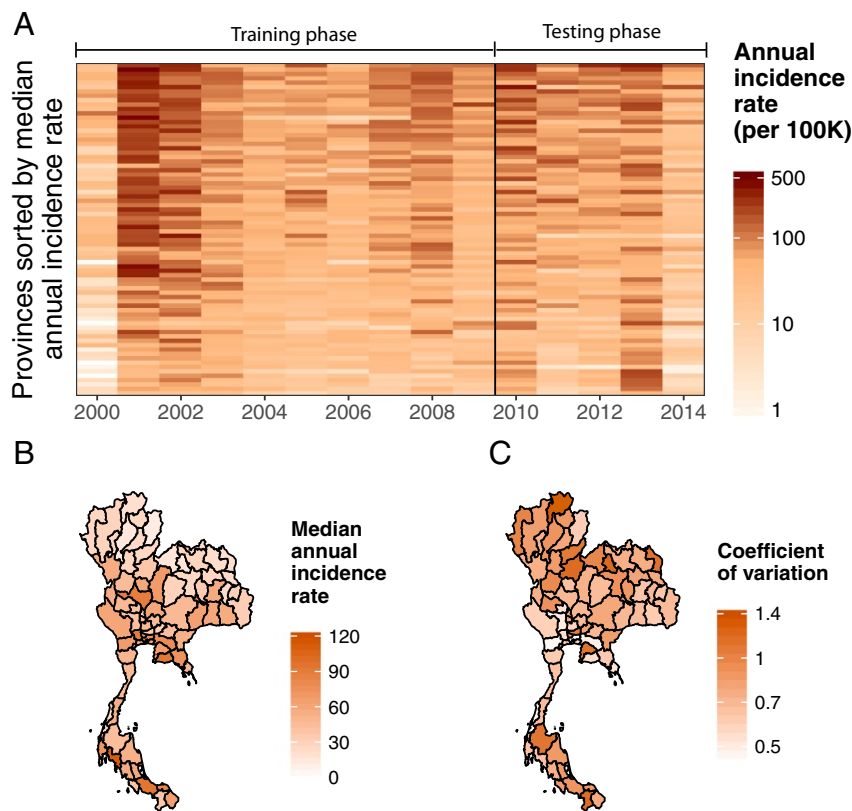 A
Training phase
Testing phase
Provinces sorted by median
annual incidence rate
Annual
incidence
rate
(per 100K)
500
100
10
1
2000 2002 2004 2006 2008 2010 2012 2014
B
Median
annual
incidence
rate
120
90
60
30
0
C
Coefficient
of variation
1.4
1
0.7
0.5